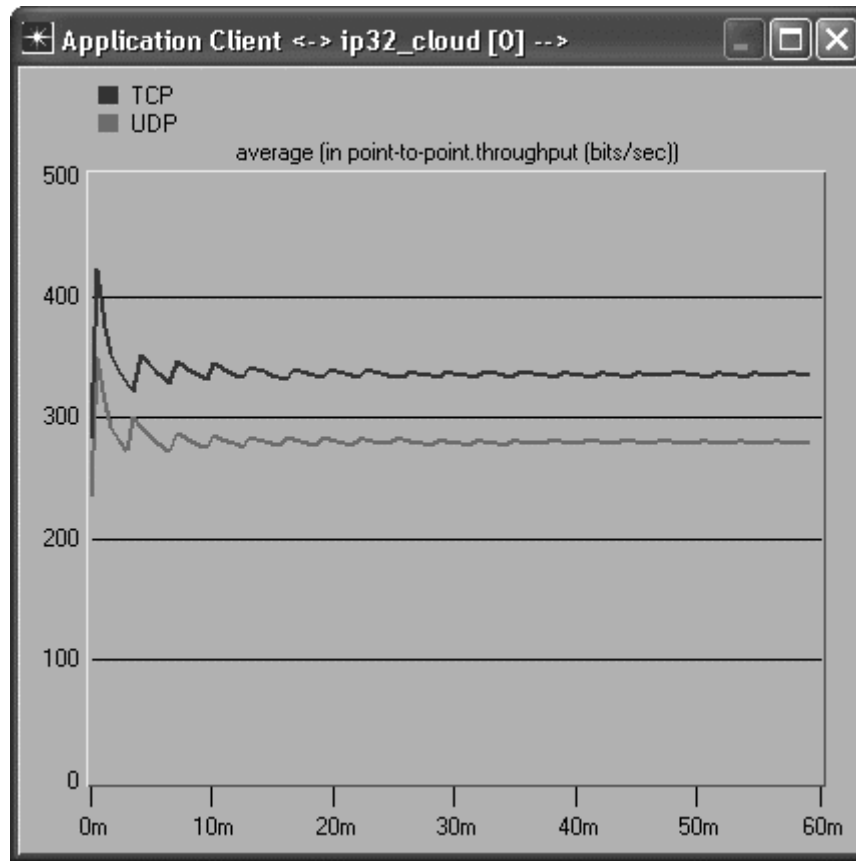 Application Client <-> ip32_cloud [0] -->
TCP
UDP
average (in point-to-point.throughput (bits/sec))
500
400
300
200
100
0
0m 10m 20m 30m 40m 50m 60m